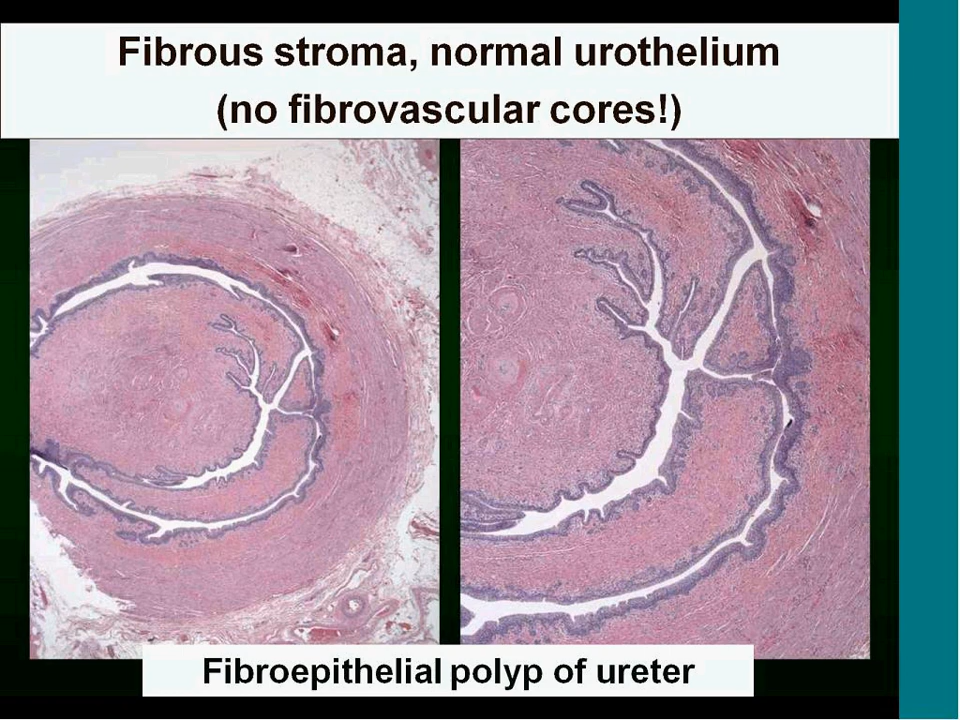 Fibrous stroma, normal urothelium
(no fibrovascular cores!)
Fibroepithelial polyp of ureter